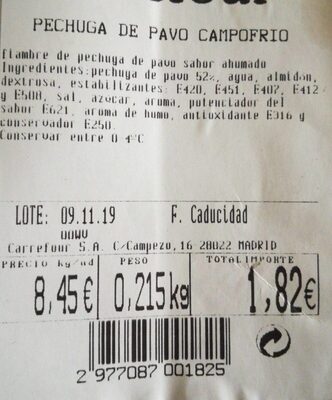 PECHUGA DE PAVO CAMPOFRIO
fiambre de pechuga de pavo sabor ahumado
Ingredientes:pechuga de pavo 52%, agua, almidón,
dextrosa, estabilizantes: E420, E451, E407, E412
y E508, sal, azúcar, aroma, potenciador del
sabor E621, aroma de humo, antioxidante E316 y
conservador E250.
Conservar entre 0-4ºC
LOTE: 09.11.19 F. Caducidad
Carrefour S.A. C/Campezo,16 28022 MADRID
PRECIO kg/ud PESO TOTAL IMPORTE
8,45€ 0,215kg 1,82€
2 977087 001825